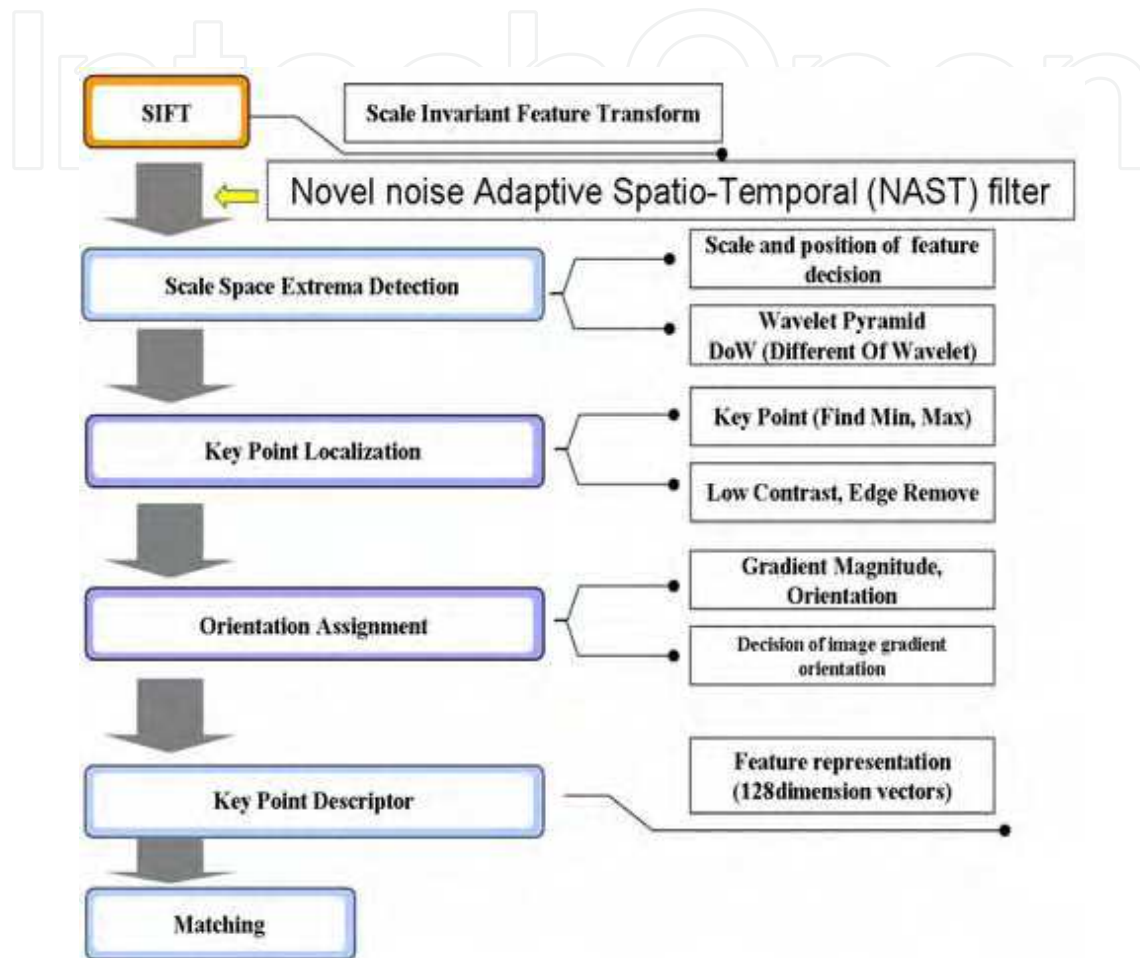 IntechOpen
SIFT
Scale Invariant Feature Transform
Novel noise Adaptive Spatio-Temporal (NAST) filter
Scale Space Extrema Detection
Scale and position of feature
decision
Wavelet Pyramid
DoW (Different Of Wavelet)
Key Point Localization
Key Point (Find Min, Max)
Low Contrast, Edge Remove
Orientation Assignment
Gradient Magnitude,
Orientation
Decision of image gradient
orientation
Key Point Descriptor
Feature representation
(128dimension vectors)
Matching